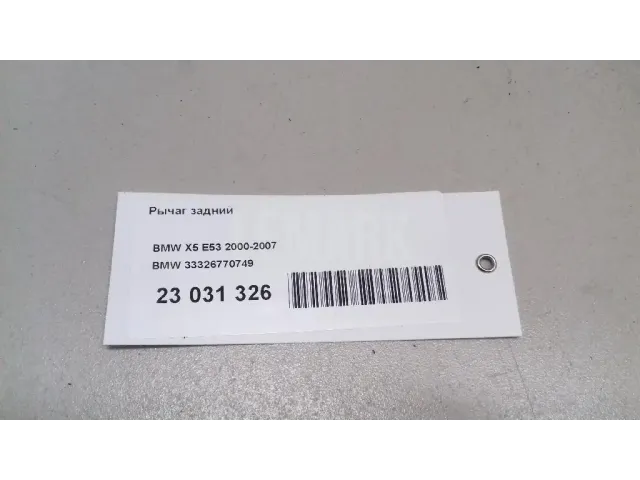 Рычаг задний
BMW X5 E53 2000-2007
BMW 33326770749
23 031 326